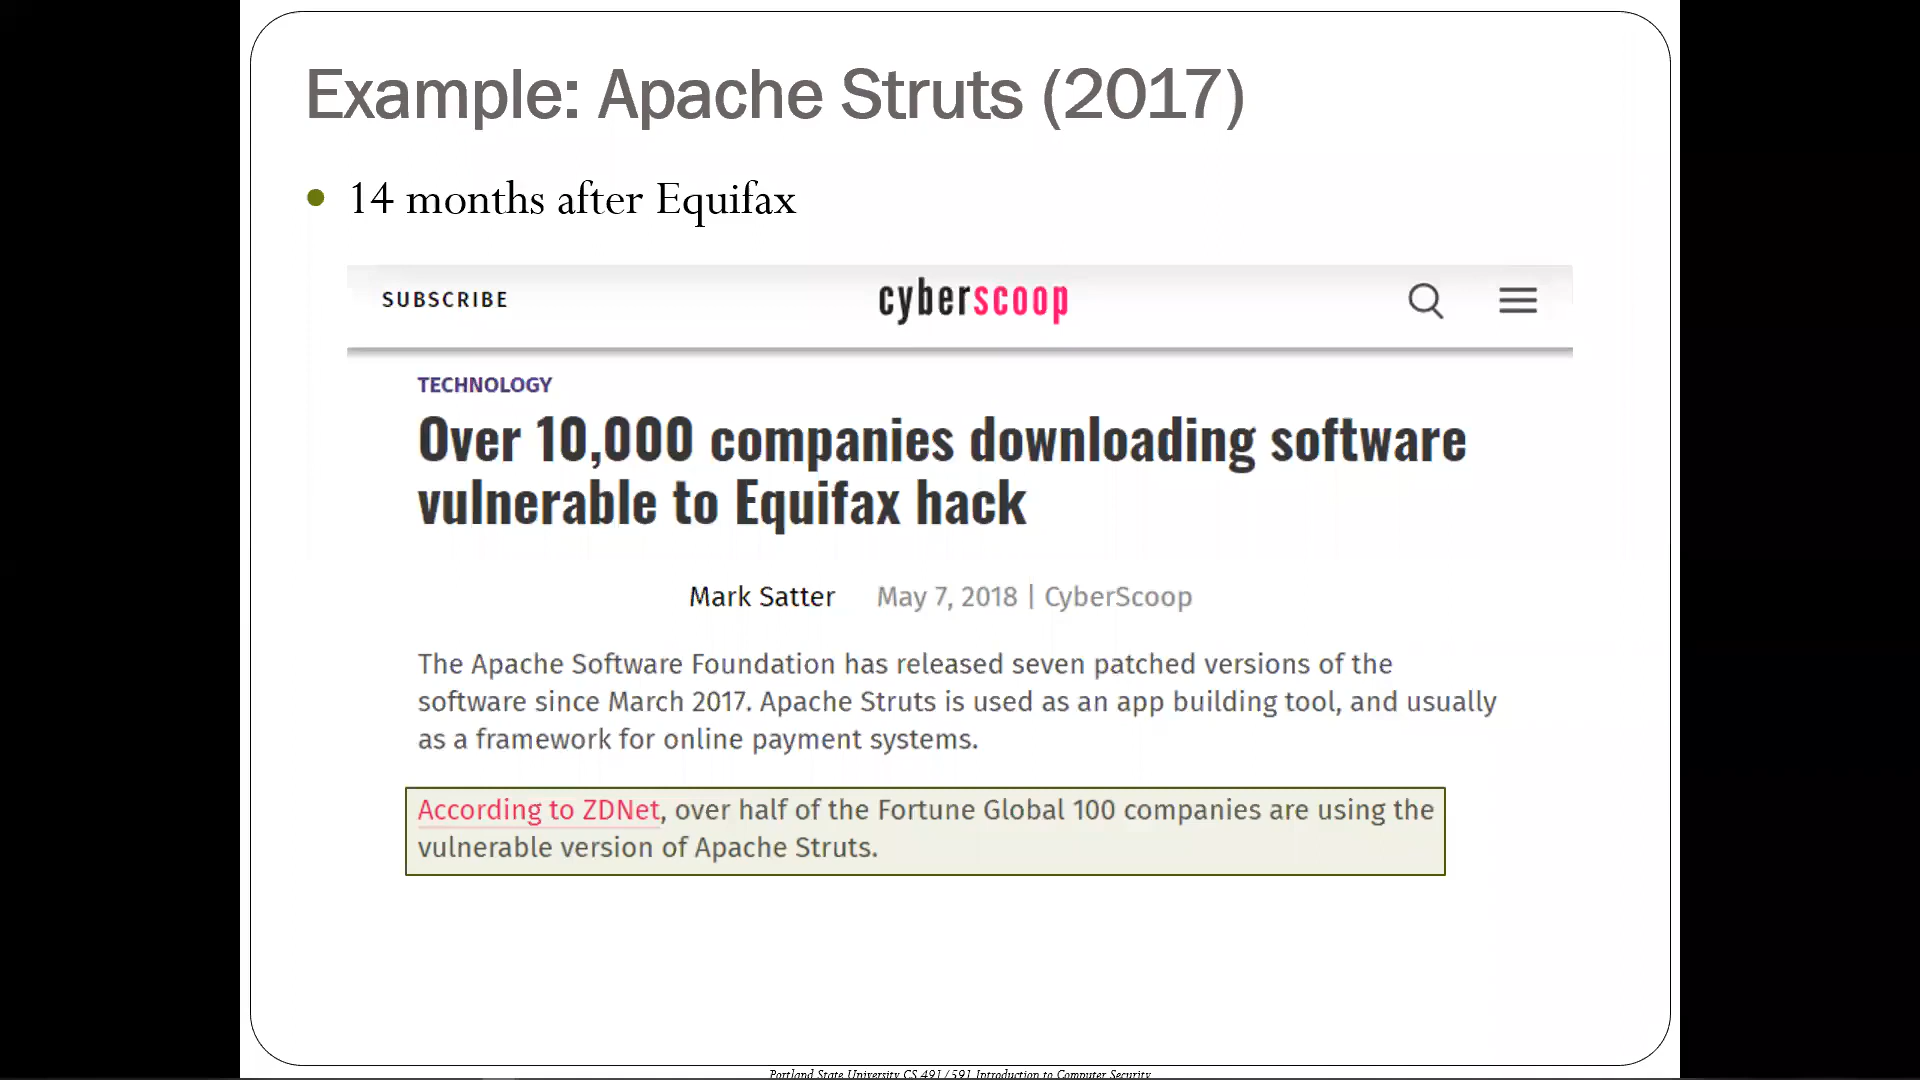 Example: Apache Struts (2017)
14 months after Equifax
SUBSCRIBE
cyberscoop
TECHNOLOGY
Over 10,000 companies downloading software
vulnerable to Equifax hack
Mark Satter May 7, 2018 | CyberScoop
The Apache Software Foundation has released seven patched versions of the
software since March 2017. Apache Struts is used as an app building tool, and usually
as a framework for online payment systems.
According to ZDNet, over half of the Fortune Global 100 companies are using the
vulnerable version of Apache Struts.
Portland State University CS 491/591 Introduction to Computer Security